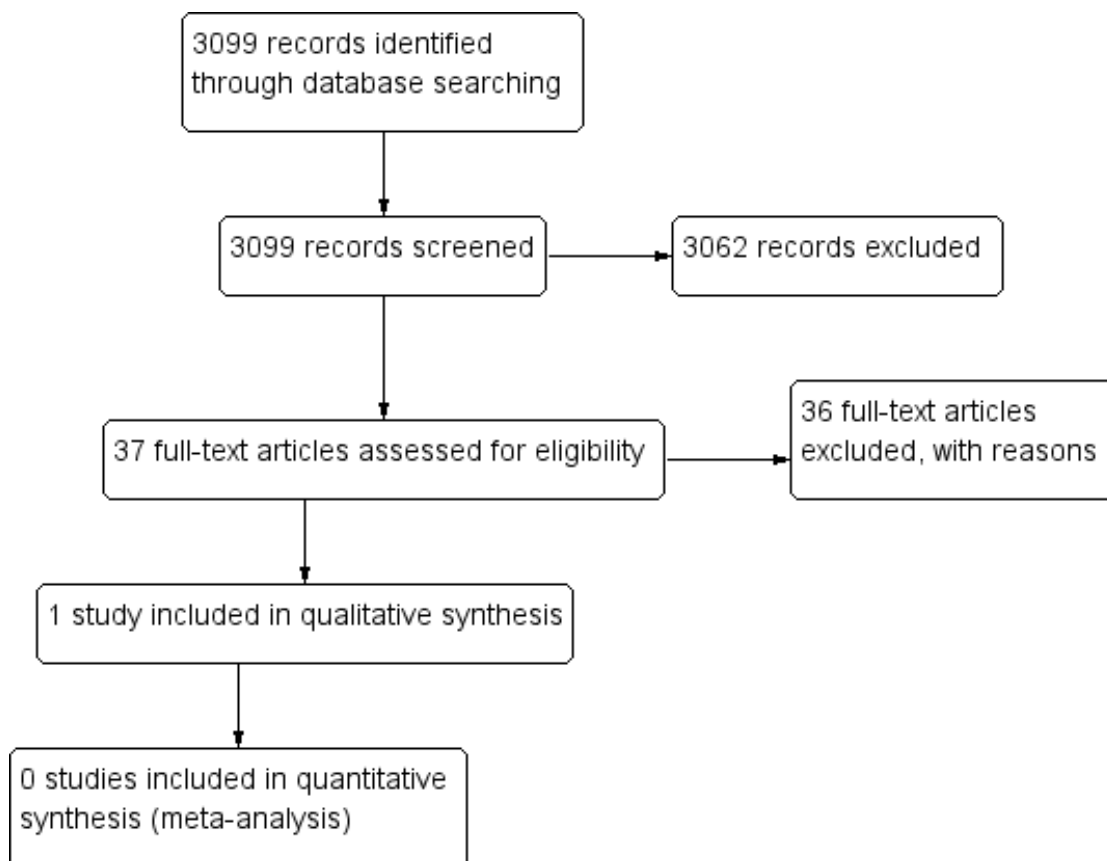 3099 records identified
through database searching
3099 records screened
3062 records excluded
37 full-text articles assessed for eligibility
36 full-text articles
excluded, with reasons
1 study included in qualitative synthesis
0 studies included in quantitative
synthesis (meta-analysis)